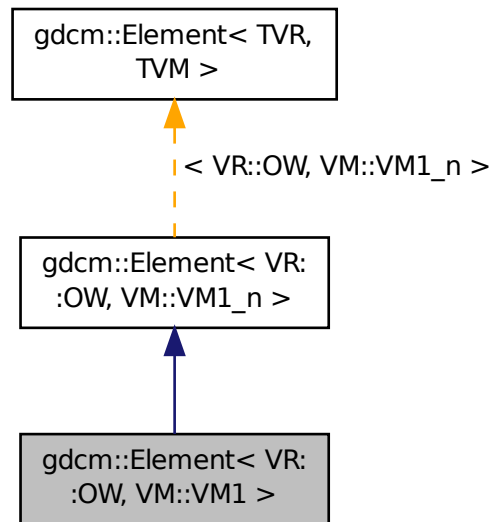 gdcm::Element< TVR,
TVM >
< VR::OW, VM::VM1_n >
gdcm::Element< VR:
:OW, VM::VM1_n >
gdcm::Element< VR:
:OW, VM::VM1 >